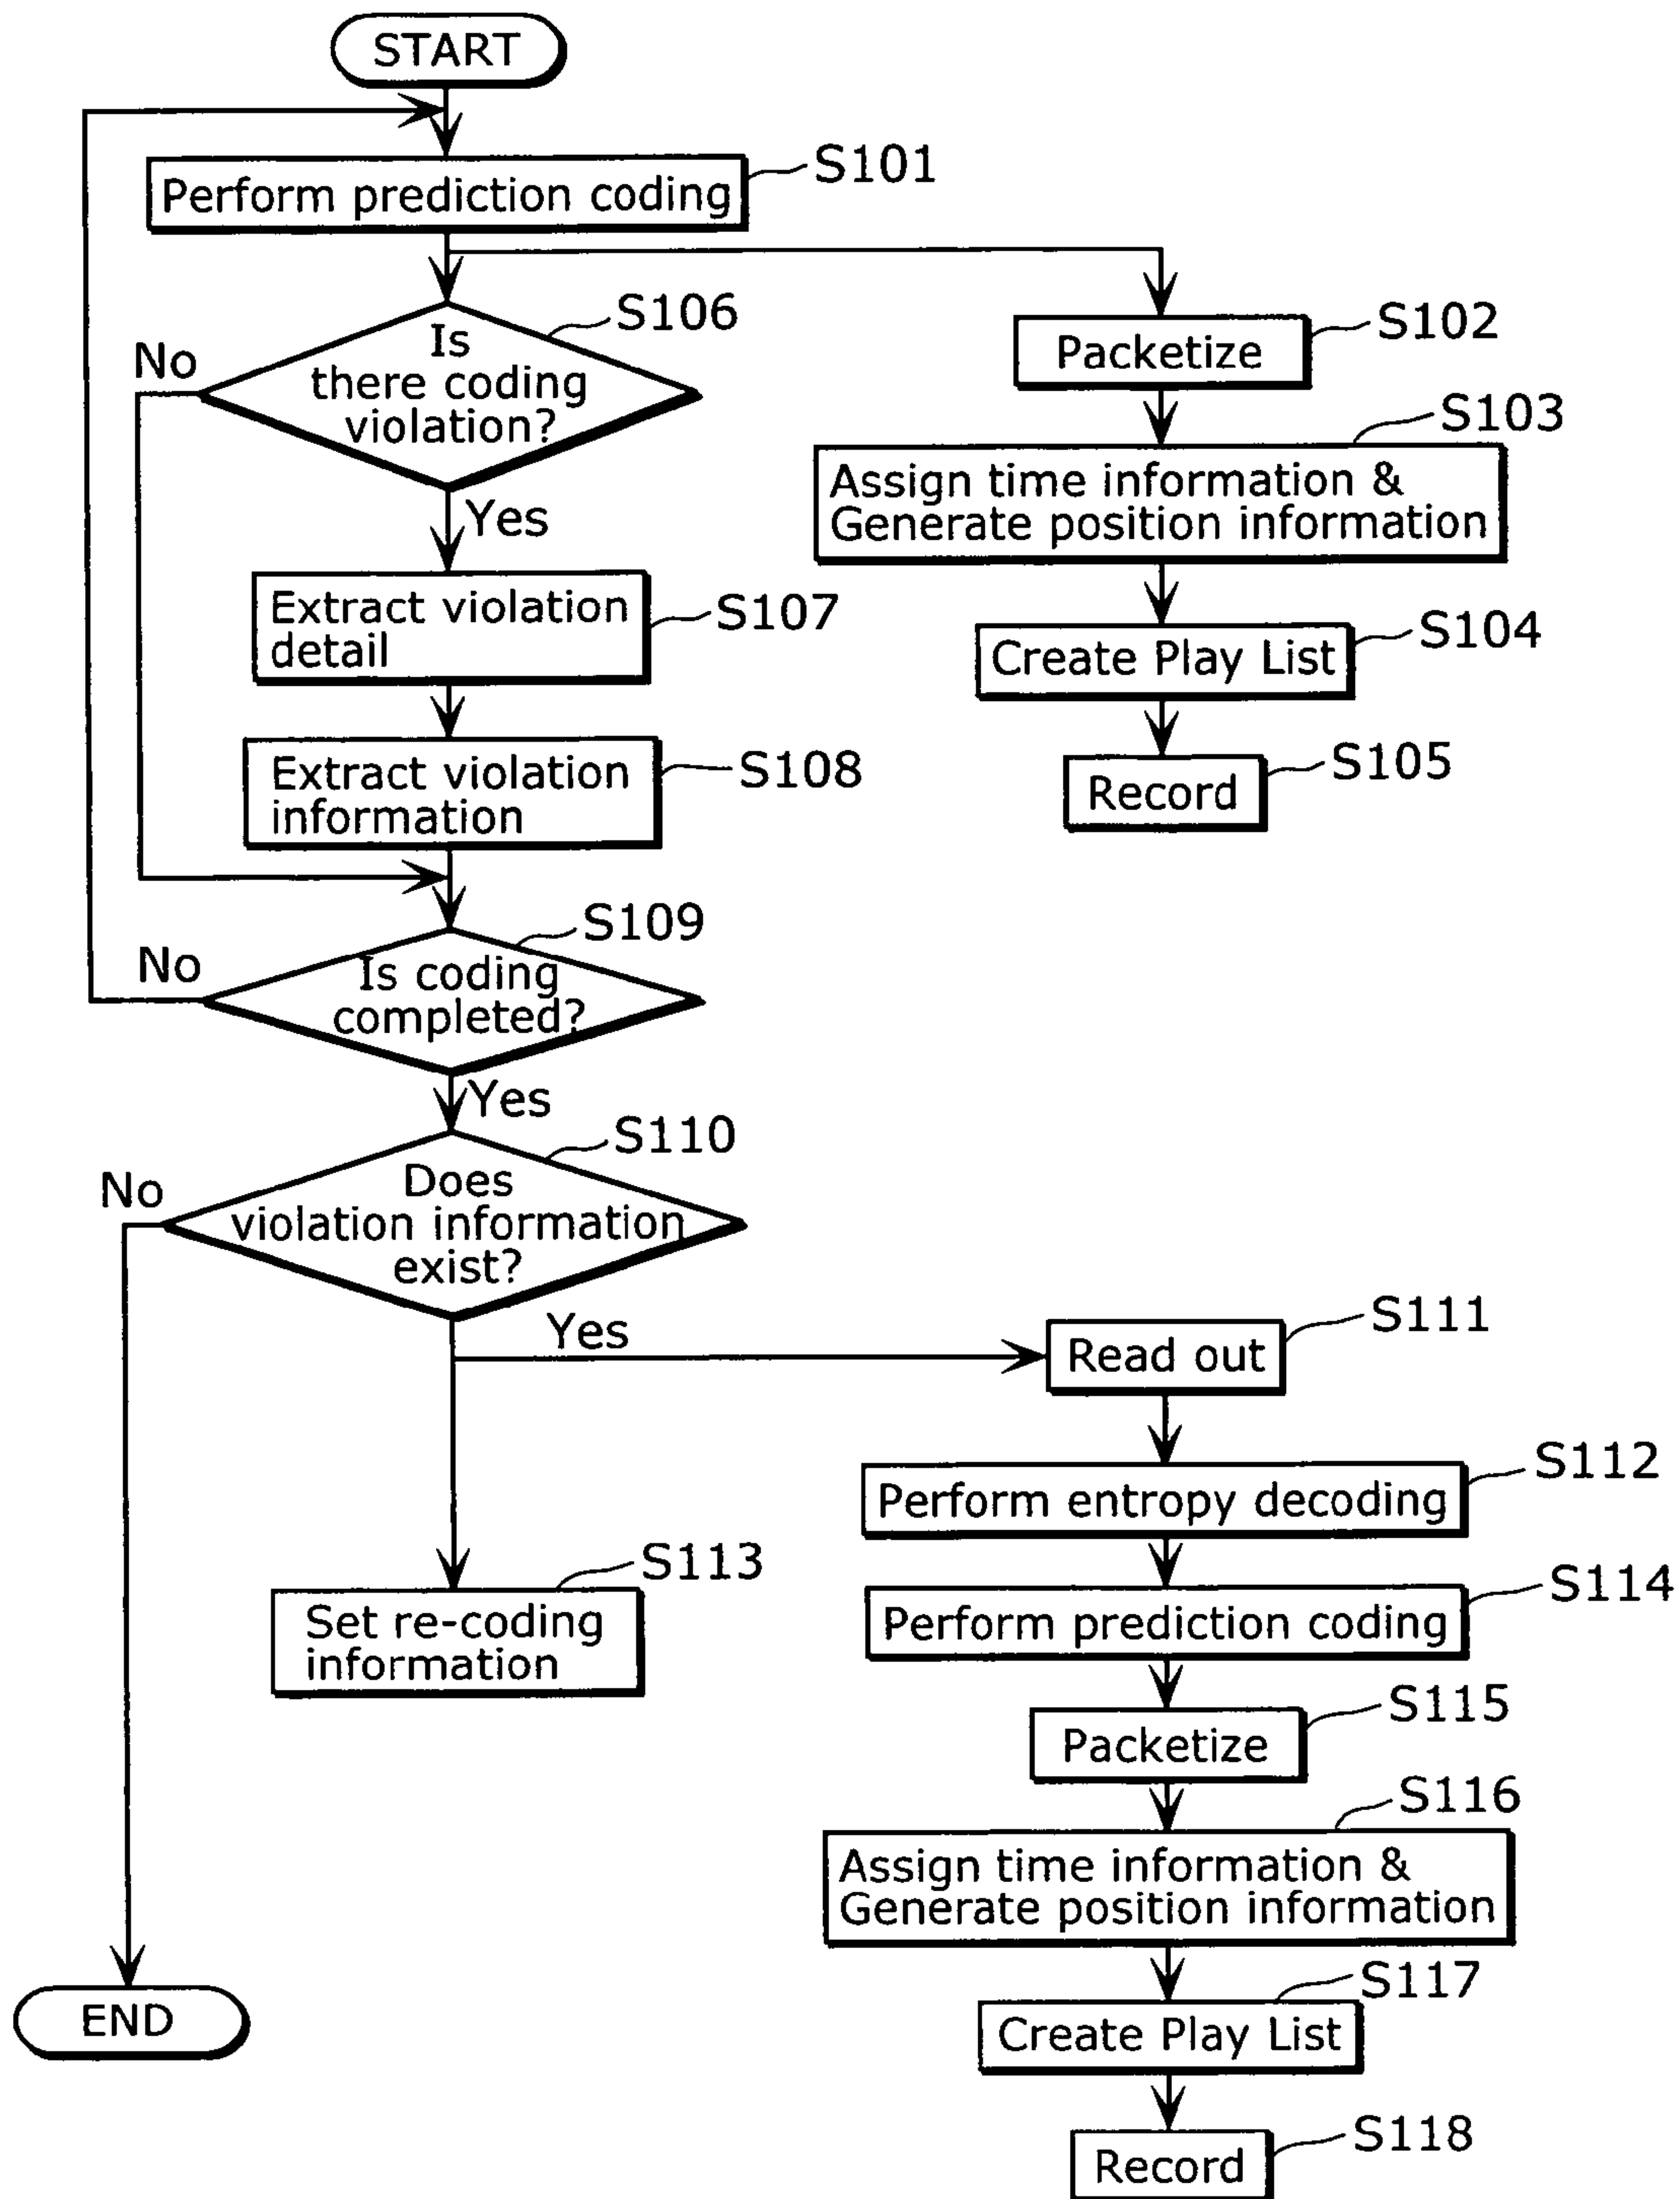 START
S101
Perform prediction coding
S106
Is
there coding
violation?
No
Yes
S102
Packetize
S103
Assign time information &
Generate position information
S104
Create Play List
S105
Record
S107
Extract violation
detail
S108
Extract violation
information
S109
Is coding
completed?
No
Yes
S110
Does
violation information
exist?
No
Yes
S111
Read out
S112
Perform entropy decoding
S113
Set re-coding
information
S114
Perform prediction coding
S115
Packetize
S116
Assign time information &
Generate position information
S117
Create Play List
S118
Record
END